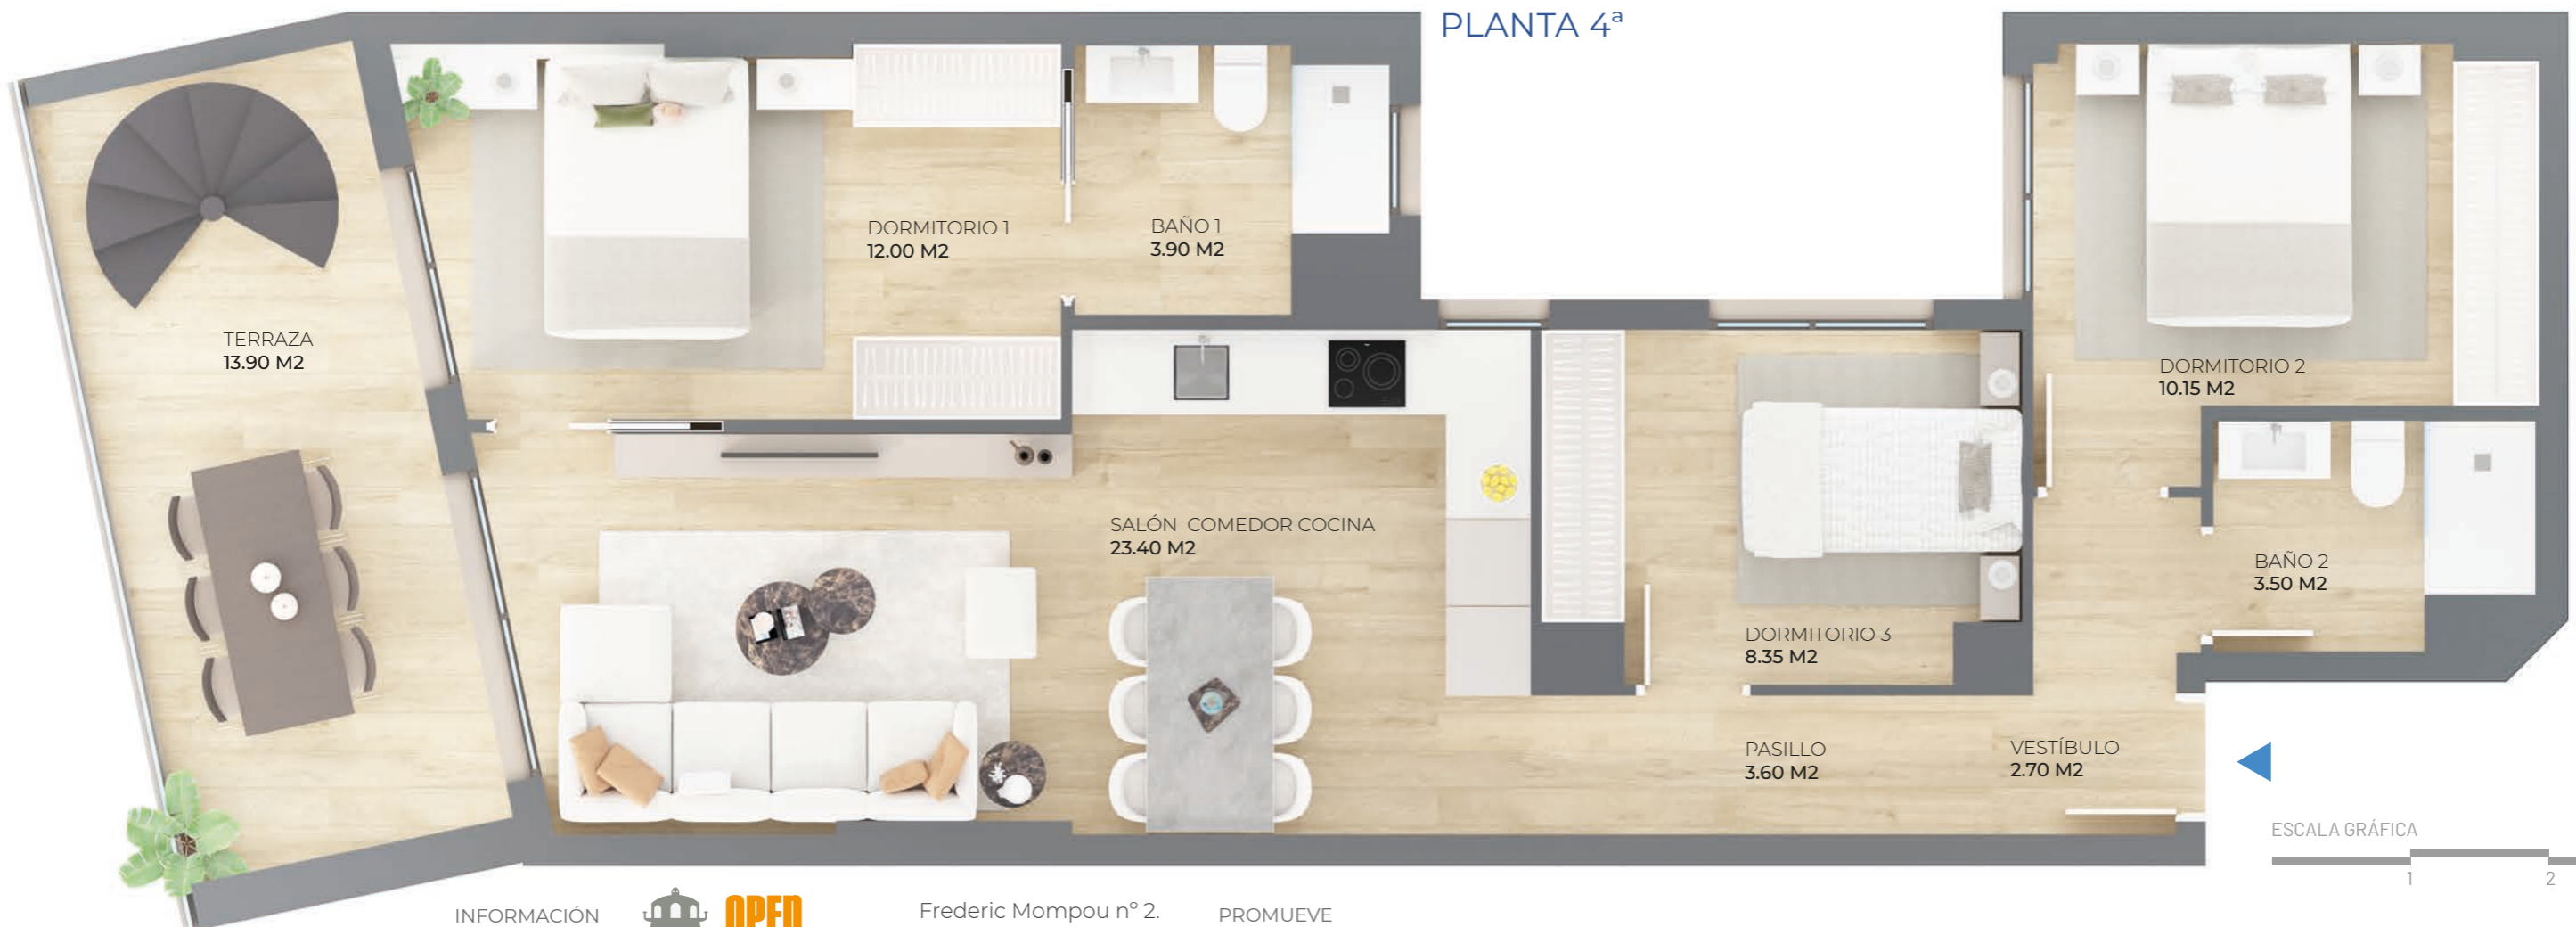 PLANTA 4ª
DORMITORIO 1
12.00 M2
BAÑO 1
3.90 M2
TERRAZA
13.90 M2
DORMITORIO 2
10.15 M2
SALÓN COMEDOR COCINA
23.40 M2
BAÑO 2
3.50 M2
DORMITORIO 3
8.35 M2
PASILLO
3.60 M2
VESTÍBULO
2.70 M2
ESCALA GRÁFICA
1
2
INFORMACIÓN
Frederic Mompou nº 2.
PROMUEVE